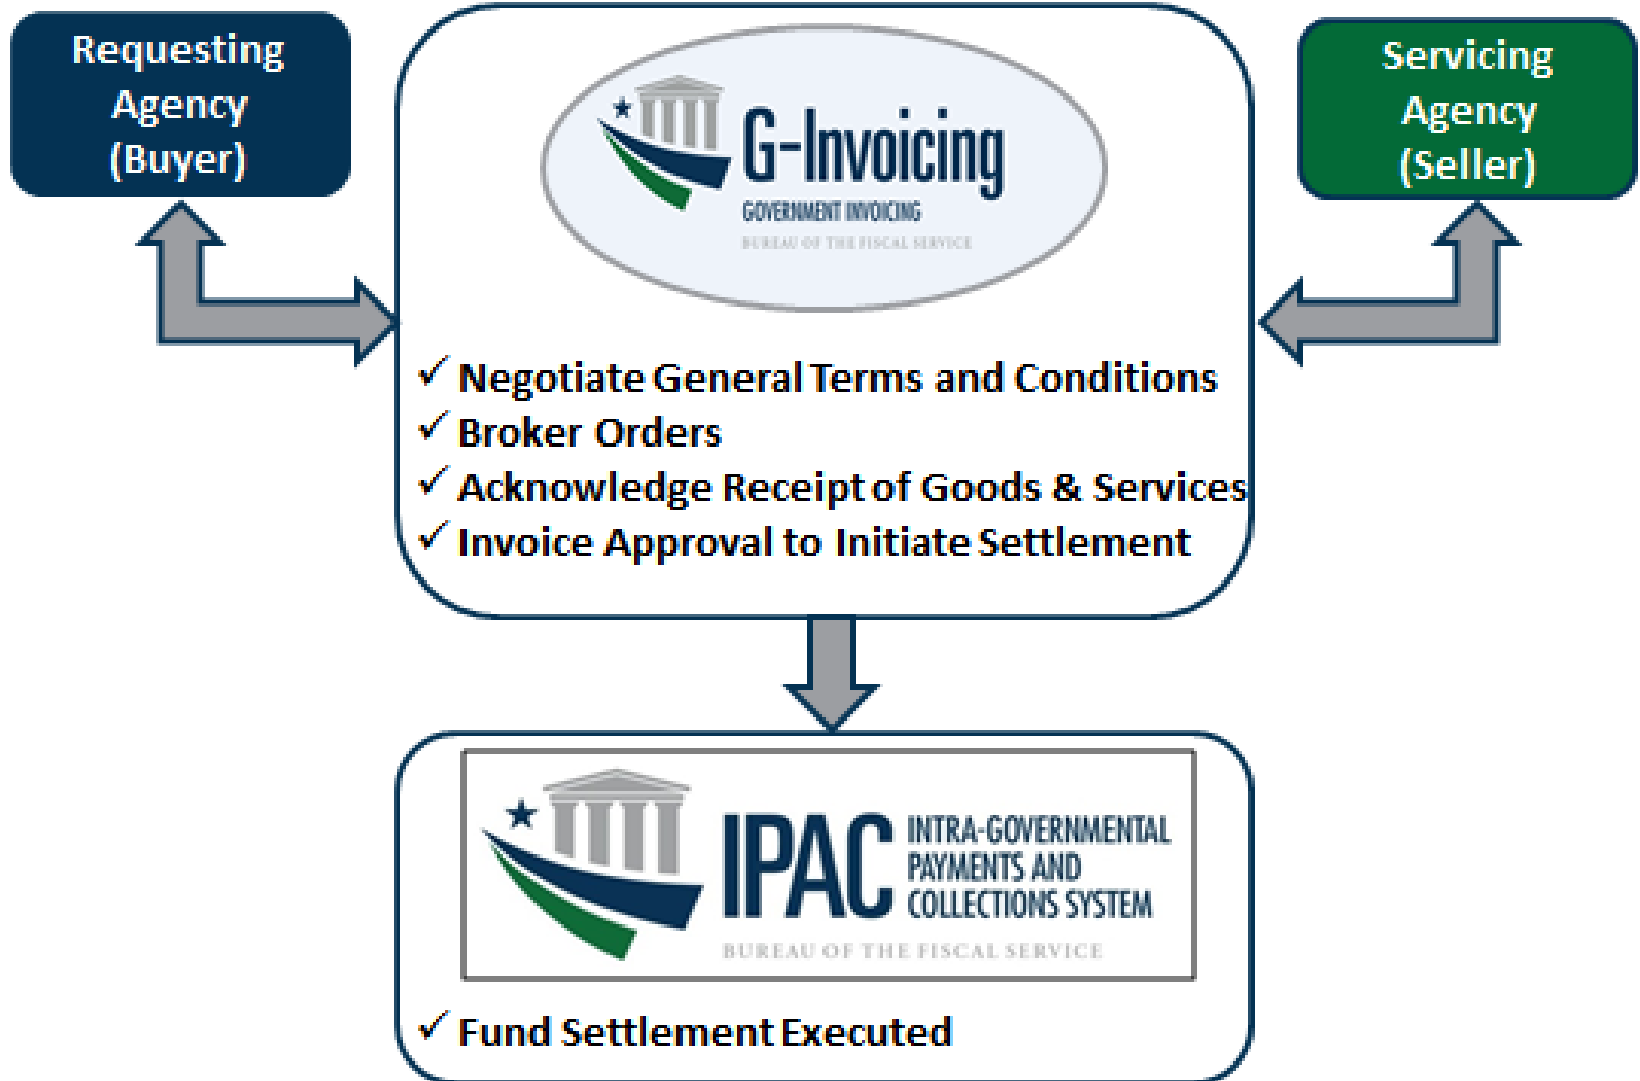 Requesting
Agency
(Buyer)
G-Invoicing
GOVERNMENT INVOICING
BUREAU OF THE FISCAL SERVICE
Servicing
Agency
(Seller)
✓ Negotiate General Terms and Conditions
✓ Broker Orders
✓ Acknowledge Receipt of Goods & Services
✓ Invoice Approval to Initiate Settlement
IPAC
INTRA-GOVERNMENTAL
PAYMENTS AND
COLLECTIONS SYSTEM
BUREAU OF THE FISCAL SERVICE
✓ Fund Settlement Executed